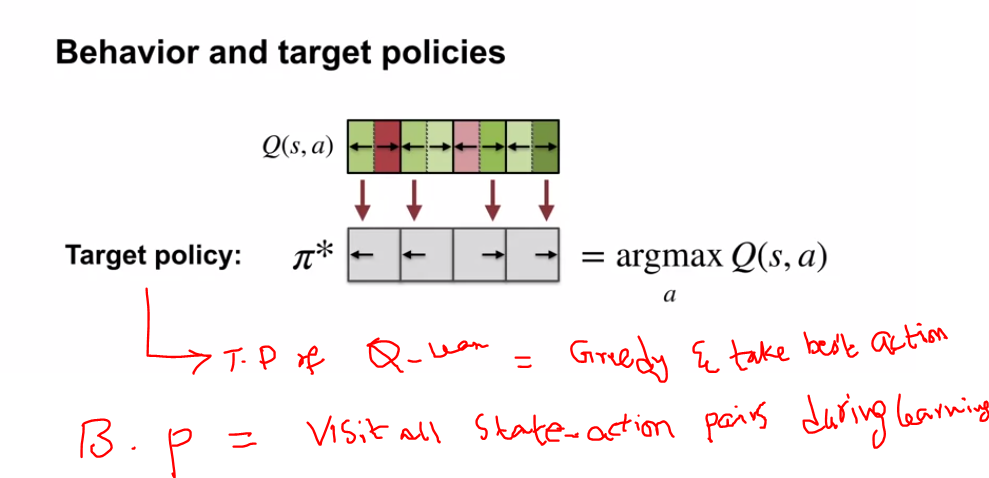 Behavior and target policies
Q(s, a) ← → ← → ← → ← →
Target policy: π* ← ← → → = argmax Q(s, a)
a
→ T.P of Q-lean = Greedy & take best action
B. P = Visit all state-action pairs during learning